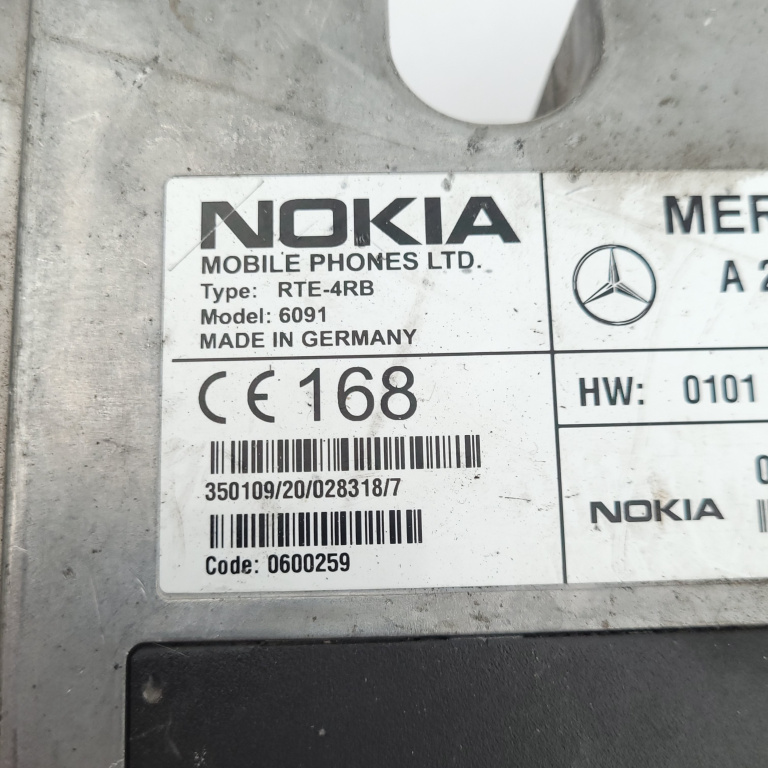 NOKIA
MOBILE PHONES LTD.
Type: RTE-4RB
Model: 6091
MADE IN GERMANY
CE 168
350109/20/028318/7
Code: 0600259
MER
A 2
HW: 0101
0
NOKIA